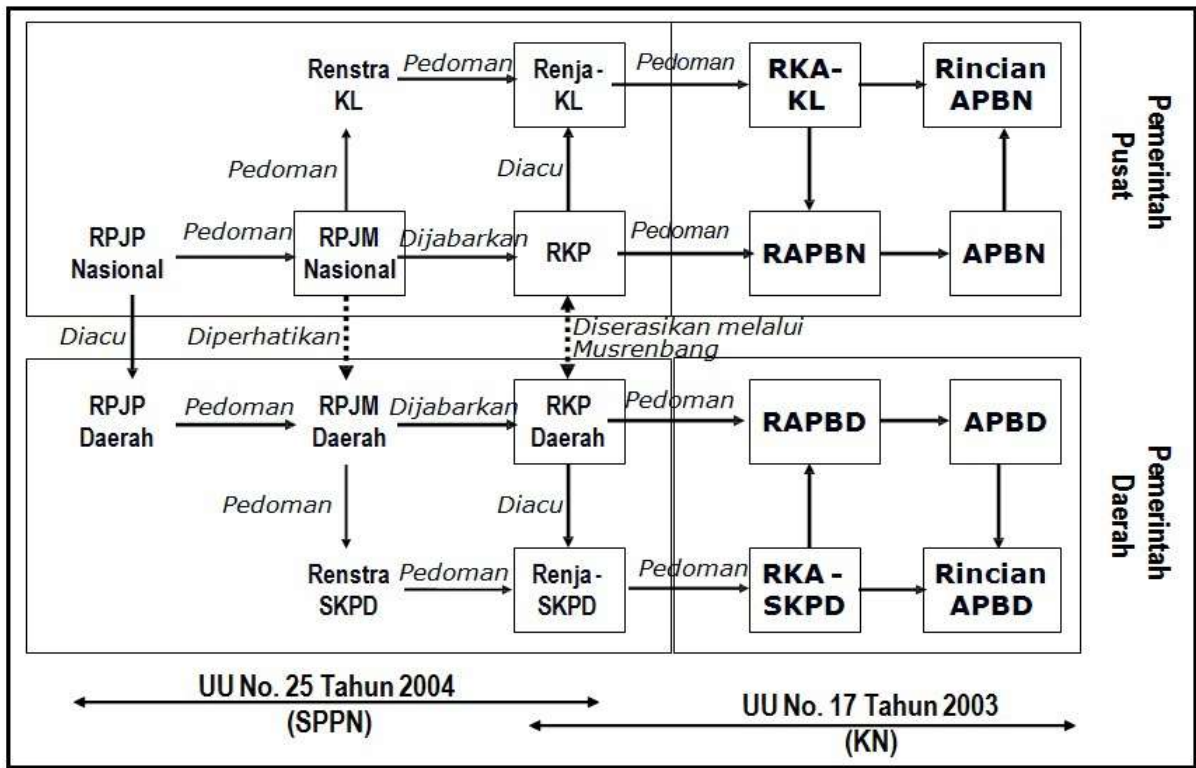 Renstra
KL
Pedoman
Renja-
KL
Pedoman
RKA-
KL
Rincian
APBN
Pemerintah
Pusat
Pedoman
Diacu
RPJP
Nasional
Pedoman
RPJM
Nasional
Dijabarkan
RKP
Pedoman
RAPBN
APBN
Diacu
Diperhatikan
Diserasikan melalui
Musrenbang
RPJP
Daerah
Pedoman
RPJM
Daerah
Dijabarkan
RKP
Daerah
Pedoman
RAPBD
APBD
Pemerintah
Daerah
Pedoman
Diacu
Renstra
SKPD
Pedoman
Renja-
SKPD
Pedoman
RKA -
SKPD
Rincian
APBD
UU No. 25 Tahun 2004
(SPPN)
UU No. 17 Tahun 2003
(KN)